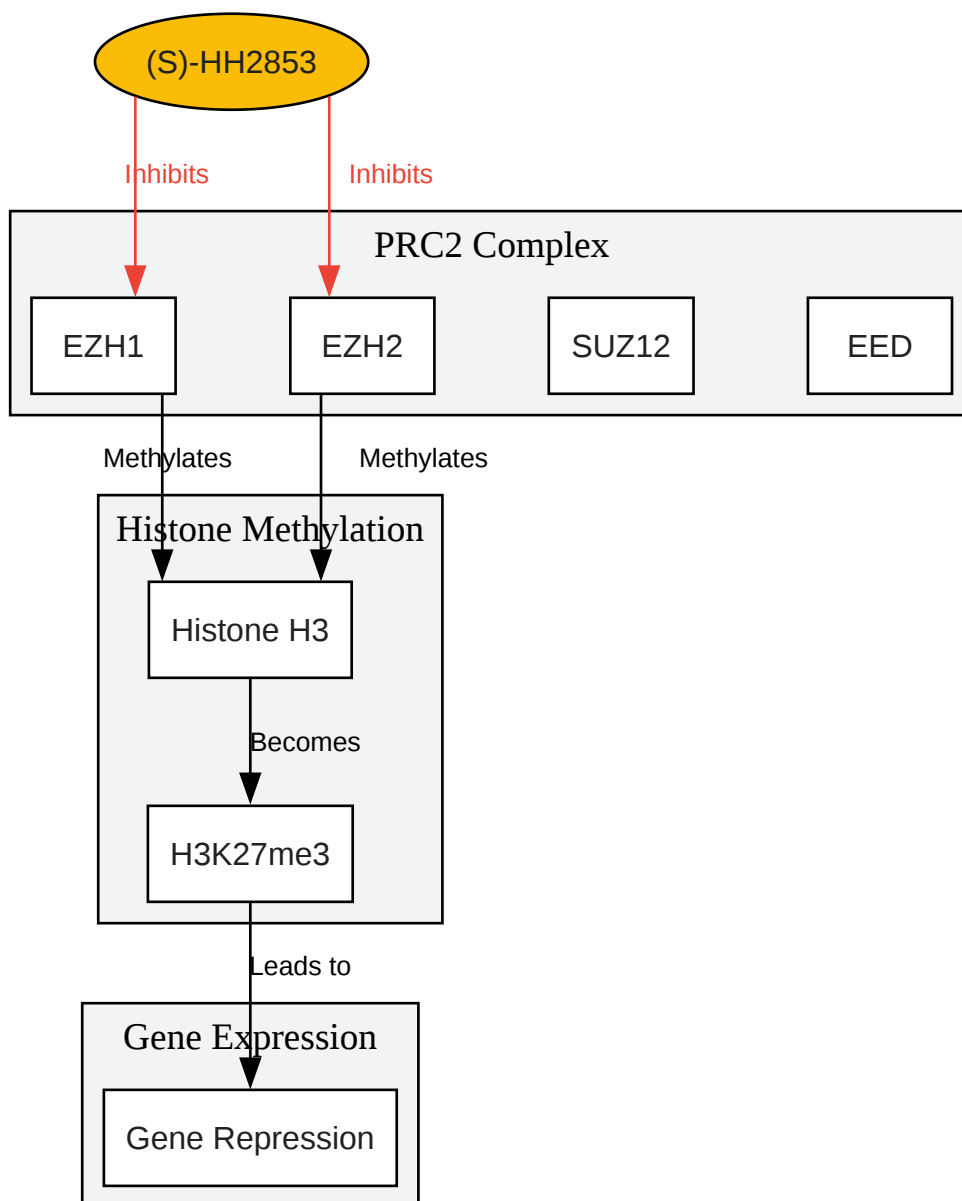 (S)-HH2853
Inhibits
Inhibits
PRC2 Complex
EZH1
EZH2
SUZ12
EED
Methylates
Methylates
Histone Methylation
Histone H3
Becomes
H3K27me3
Leads to
Gene Expression
Gene Repression